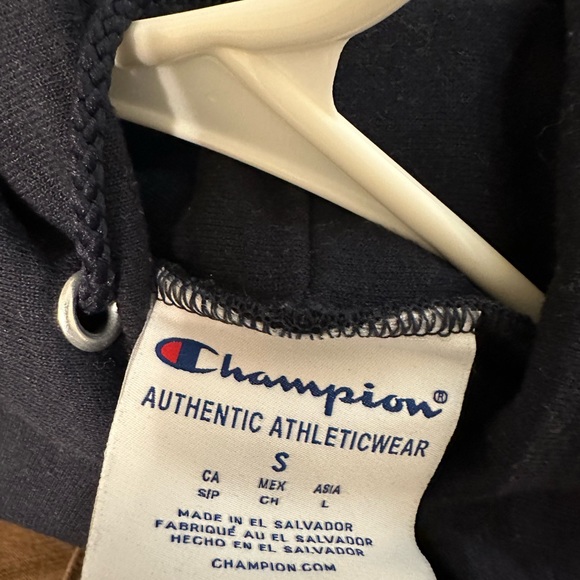 Champion®
AUTHENTIC ATHLETICWEAR
S
CA MEX ASIA
S/P CH L
MADE IN EL SALVADOR
FABRIQUÉ AU EL SALVADOR
HECHO EN EL SALVADOR
CHAMPION.COM